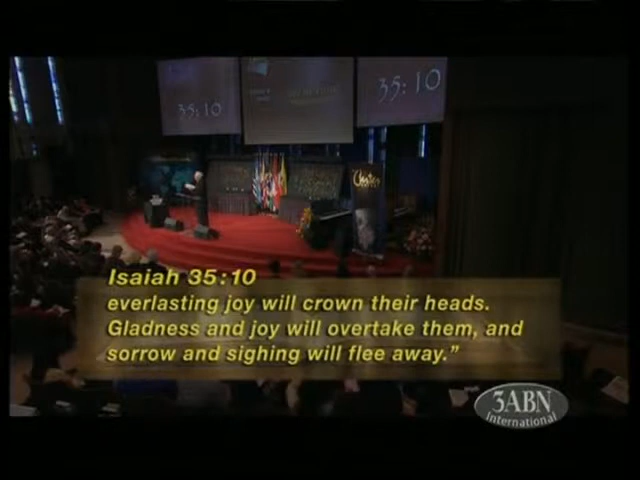 35:10
35:10
Isaiah 35:10
everlasting joy will crown their heads.
Gladness and joy will overtake them, and
sorrow and sighing will flee away."
3ABN
International